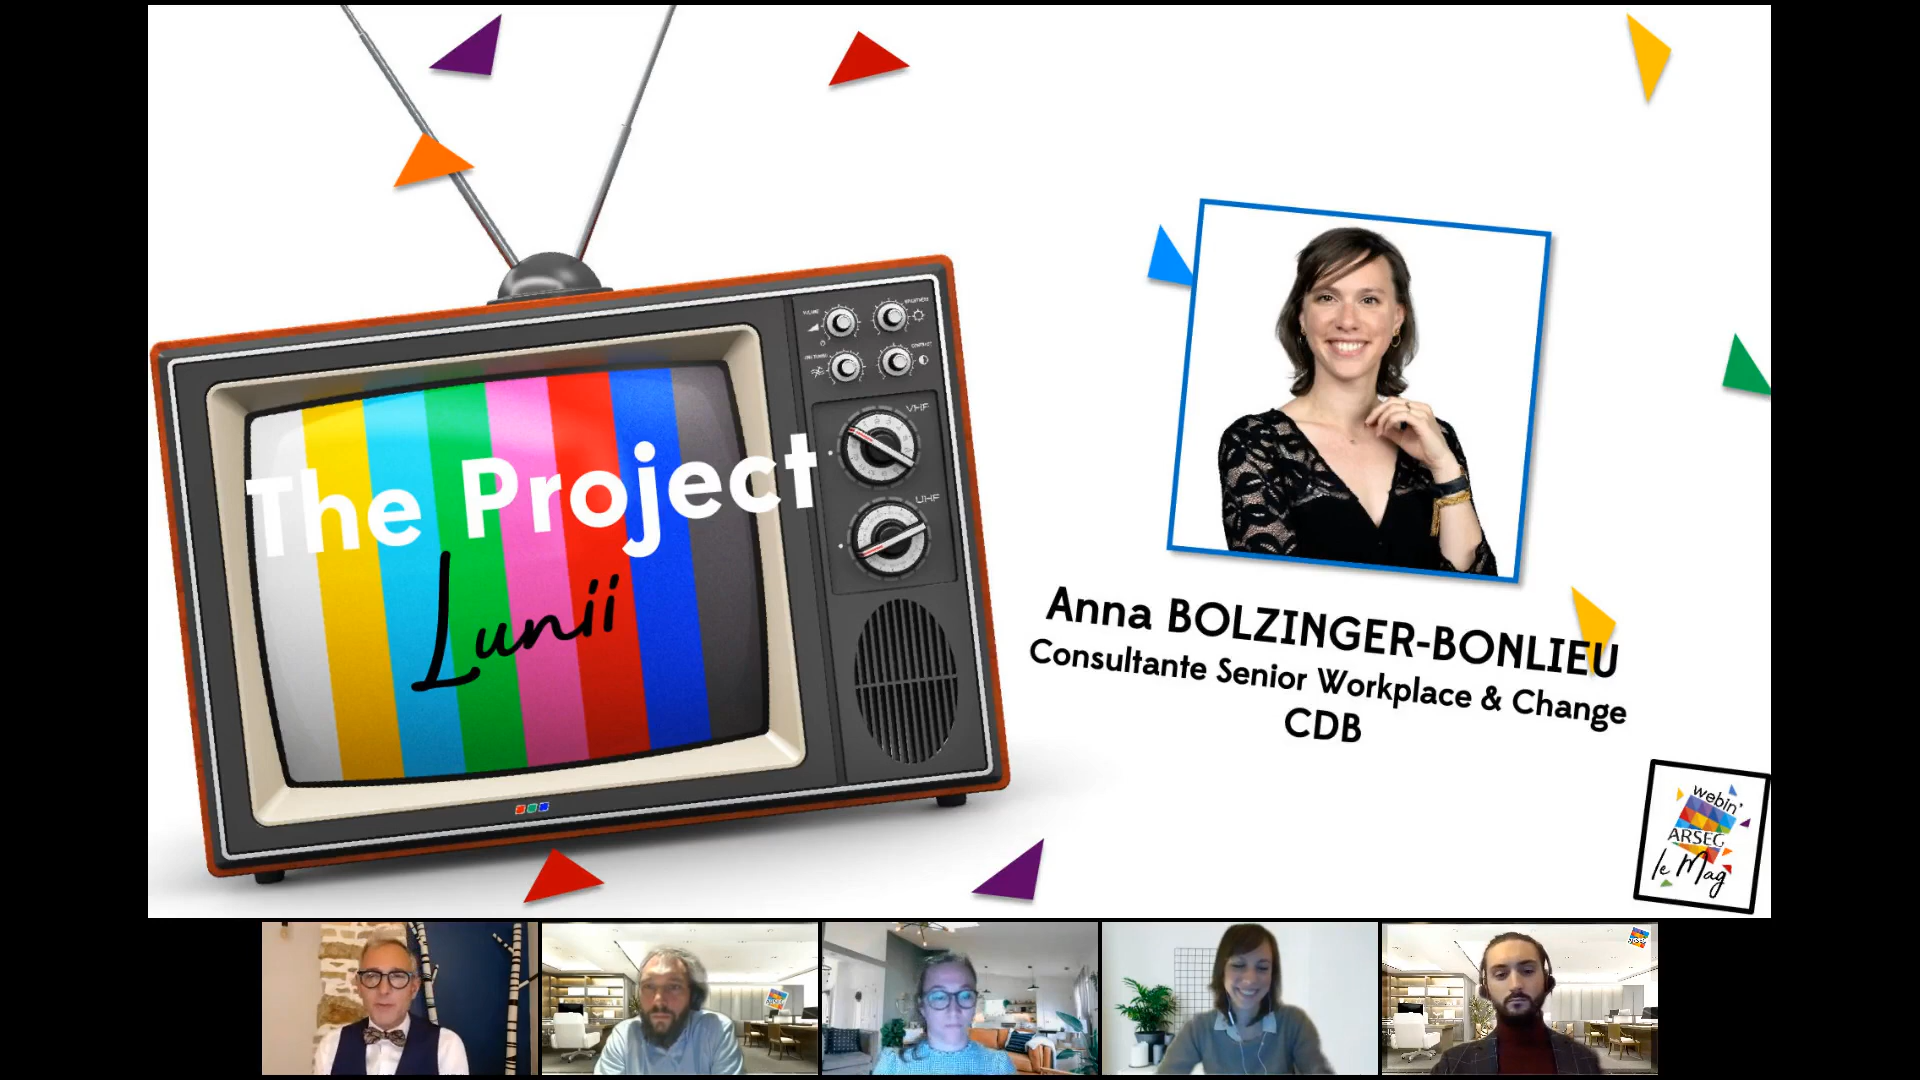 The Project
Lunii
VHF
UHF
Anna BOLZINGER-BONLIEU
Consultante Senior Workplace & Change
CDB
webin'
ARSEG
le Mag